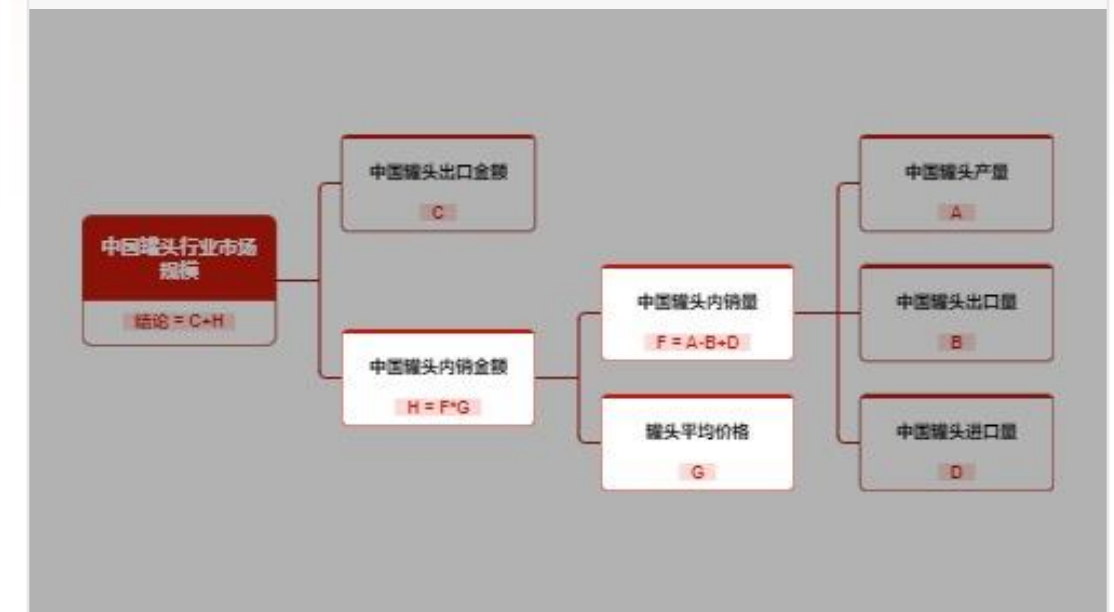 中国罐头行业市场
规模
结论 = C+H
中国罐头出口金额
C
中国罐头内销金额
H = F*G
中国罐头内销量
F = A-B+D
罐头平均价格
G
中国罐头产量
A
中国罐头出口量
B
中国罐头进口量
D